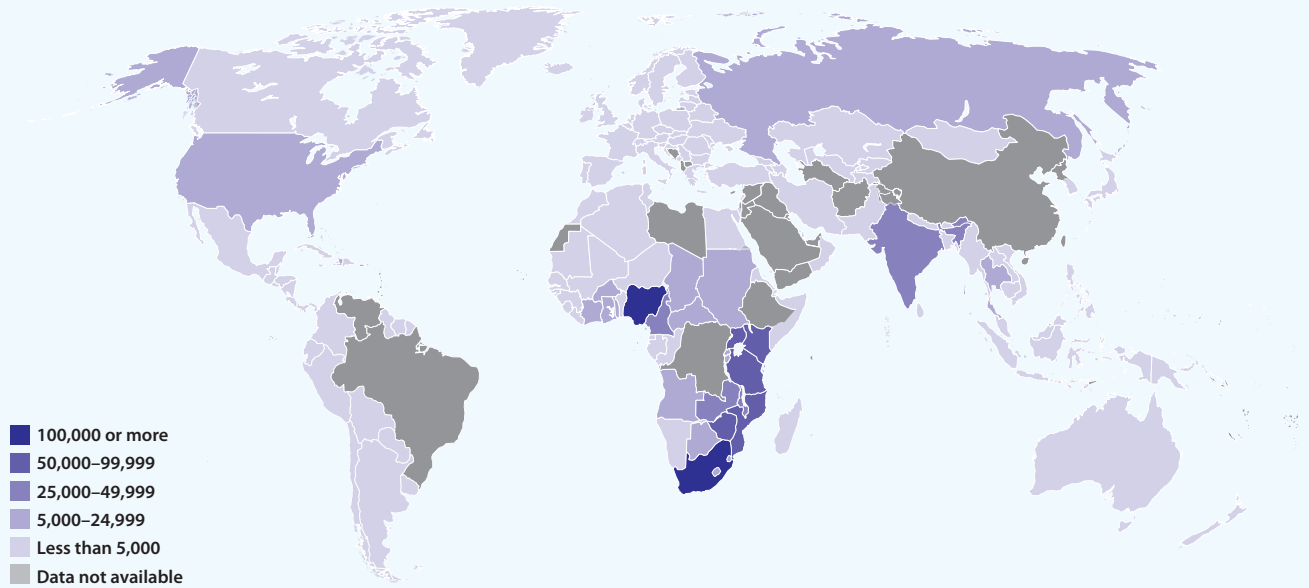 100,000 or more
50,000–99,999
25,000–49,999
5,000–24,999
Less than 5,000
Data not available